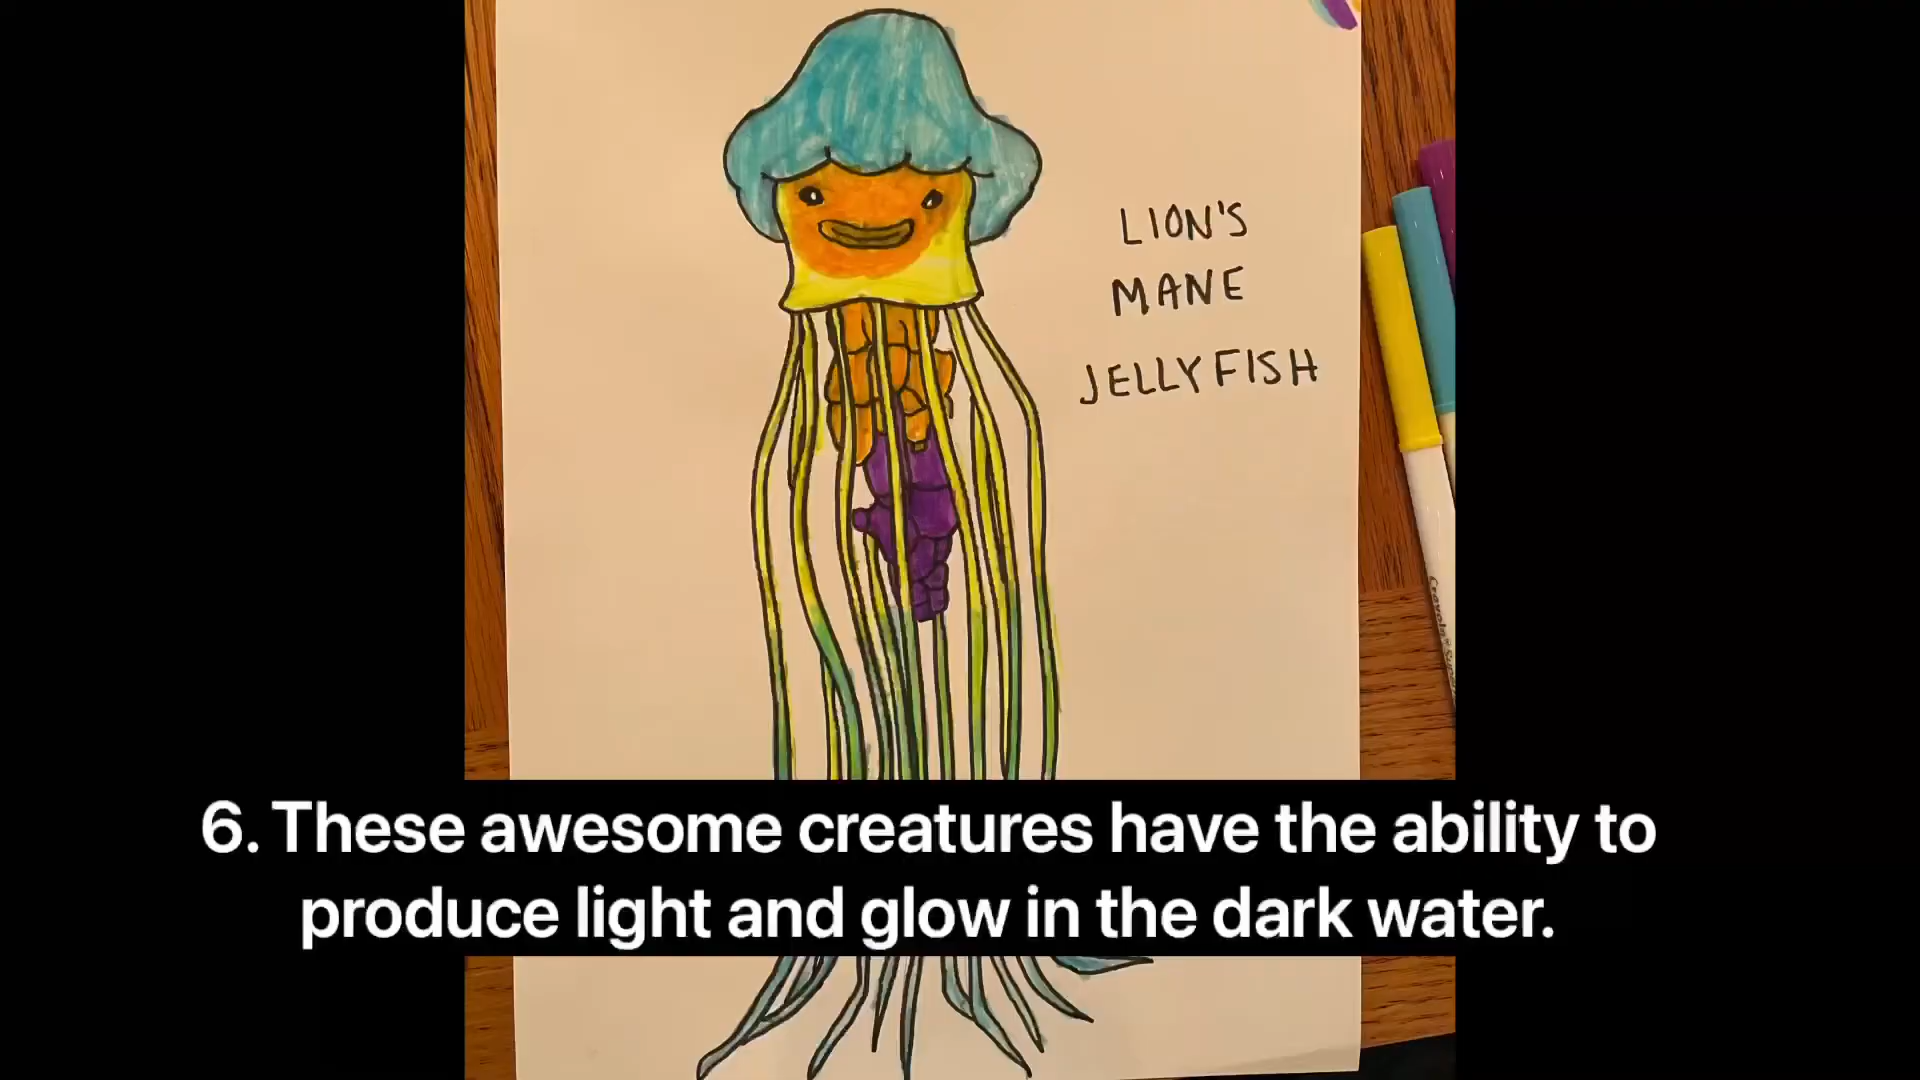 LION'S
MANE
JELLYFISH
Crayola
6. These awesome creatures have the ability to
produce light and glow in the dark water.